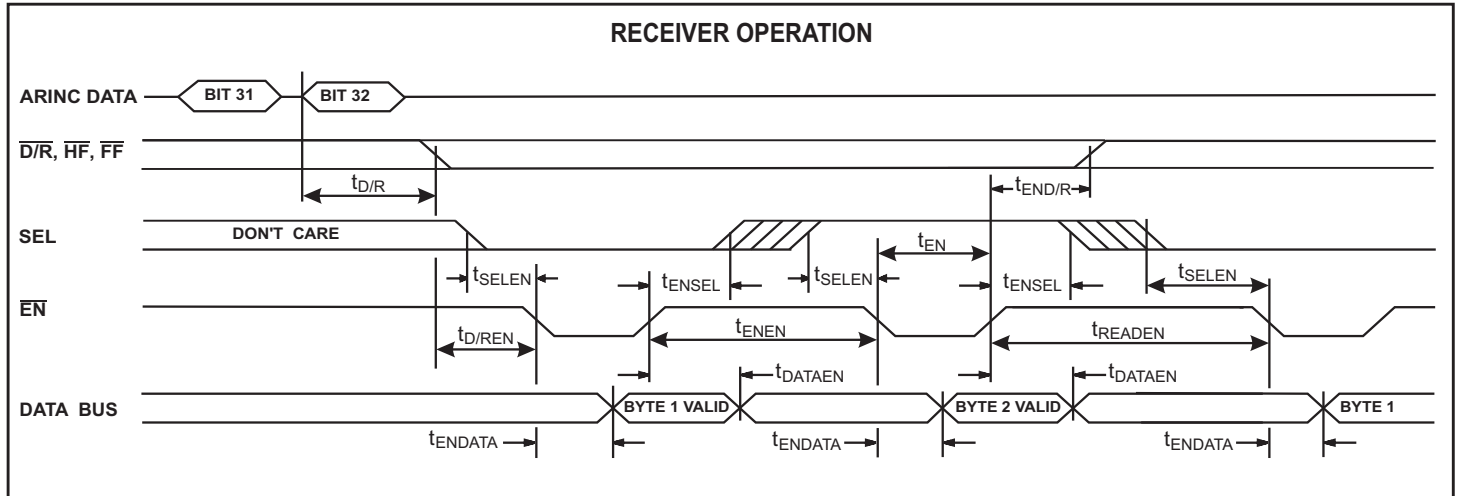 RECEIVER OPERATION
ARINC DATA BIT 31 BIT 32
D/R, HF, FF
tD/R tEND/R
SEL DON'T CARE
tEN
tSELEN tENSEL tSELEN tENSEL tSELEN
EN
tD/REN tENEN tREADEN
tDATAEN tDATAEN
DATA BUS BYTE 1 VALID BYTE 2 VALID BYTE 1
tENDATA tENDATA tENDATA